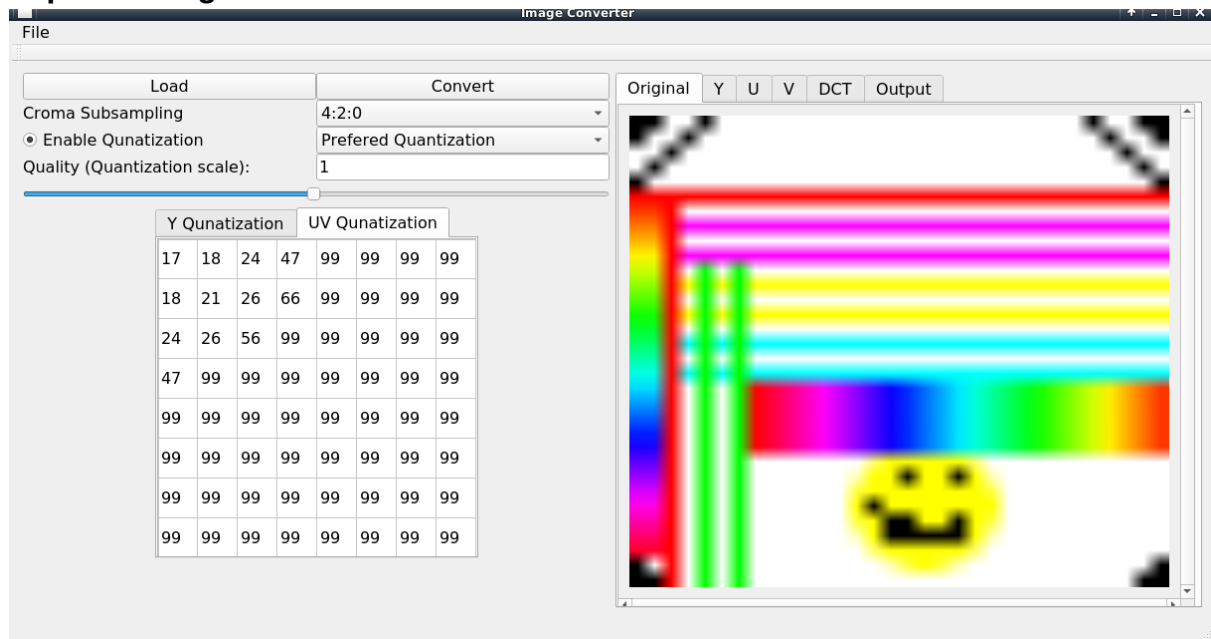 Image Converter
File
Load Convert
Croma Subsampling 4:2:0
Enable Qunatization Prefered Quantization
Quality (Quantization scale): 1
Y Qunatization UV Qunatization
17 18 24 47 99 99 99 99
18 21 26 66 99 99 99 99
24 26 56 99 99 99 99 99
47 99 99 99 99 99 99 99
99 99 99 99 99 99 99 99
99 99 99 99 99 99 99 99
99 99 99 99 99 99 99 99
99 99 99 99 99 99 99 99
Original Y U V DCT Output